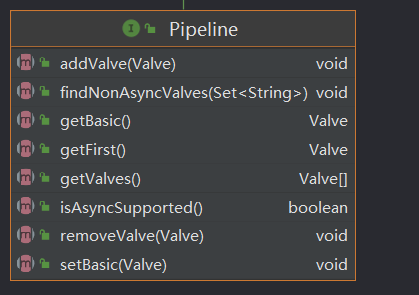 Pipeline
addValve(Valve) void
findNonAsyncValves(Set<String>) void
getBasic() Valve
getFirst() Valve
getValves() Valve[]
isAsyncSupported() boolean
removeValve(Valve) void
setBasic(Valve) void